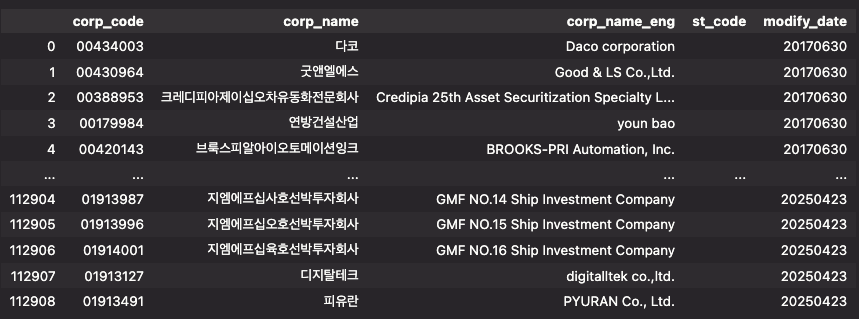 corp_code corp_name corp_name_eng st_code modify_date
0 00434003 다코 Daco corporation 20170630
1 00430964 굿앤엘에스 Good & LS Co.,Ltd. 20170630
2 00388953 크레디피아제이십오차유동화전문회사 Credipia 25th Asset Securitization Specialty L... 20170630
3 00179984 연방건설산업 youn bao 20170630
4 00420143 브룩스피알아이오토메이션잉크 BROOKS-PRI Automation, Inc. 20170630
... ... ... ... ... ...
112904 01913987 지엠에프십사호선박투자회사 GMF NO.14 Ship Investment Company 20250423
112905 01913996 지엠에프십오호선박투자회사 GMF NO.15 Ship Investment Company 20250423
112906 01914001 지엠에프십육호선박투자회사 GMF NO.16 Ship Investment Company 20250423
112907 01913127 디지탈테크 digitalltek co.,ltd. 20250423
112908 01913491 피유란 PYURAN Co., Ltd. 20250423